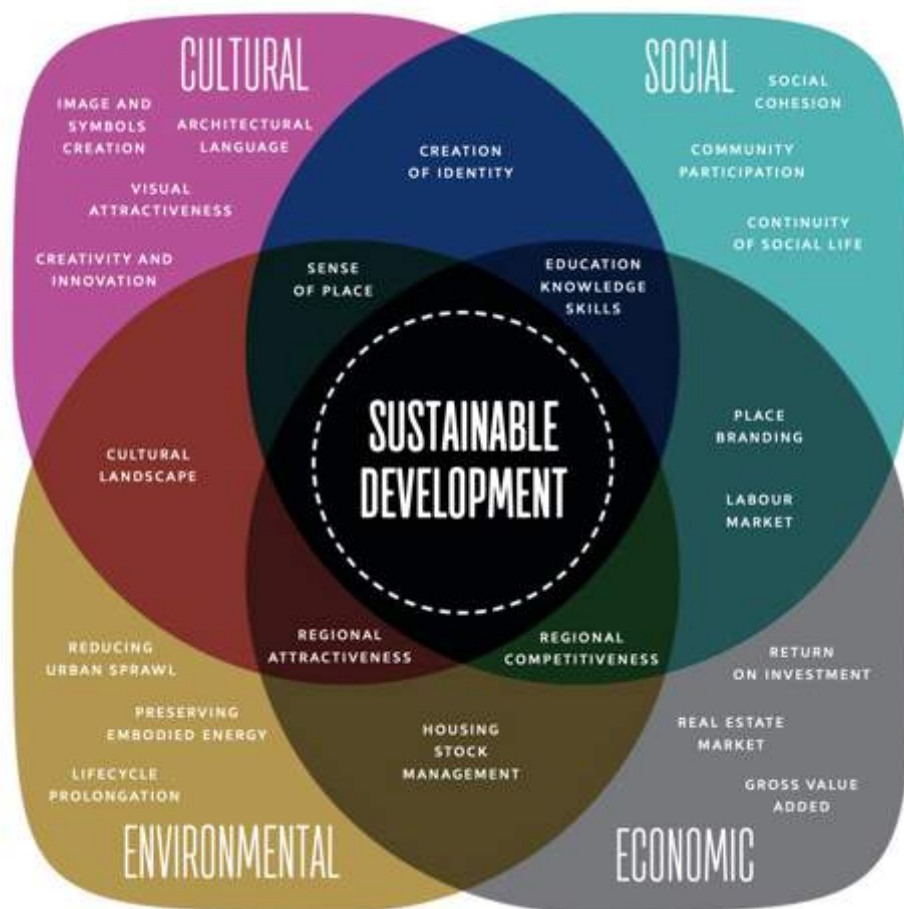 CULTURAL
IMAGE AND
SYMBOLS
CREATION
ARCHITECTURAL
LANGUAGE
VISUAL
ATTRACTIVENESS
CREATIVITY AND
INNOVATION
CREATION
OF IDENTITY
SOCIAL
SOCIAL
COHESION
COMMUNITY
PARTICIPATION
CONTINUITY
OF SOCIAL LIFE
SENSE
OF PLACE
EDUCATION
KNOWLEDGE
SKILLS
CULTURAL
LANDSCAPE
SUSTAINABLE
DEVELOPMENT
PLACE
BRANDING
LABOUR
MARKET
REGIONAL
ATTRACTIVENESS
REGIONAL
COMPETITIVENESS
REDUCING
URBAN SPRAWL
PRESERVING
EMBODIED ENERGY
LIFECYCLE
PROLONGATION
ENVIRONMENTAL
HOUSING
STOCK
MANAGEMENT
RETURN
ON INVESTMENT
REAL ESTATE
MARKET
GROSS VALUE
ADDED
ECONOMIC